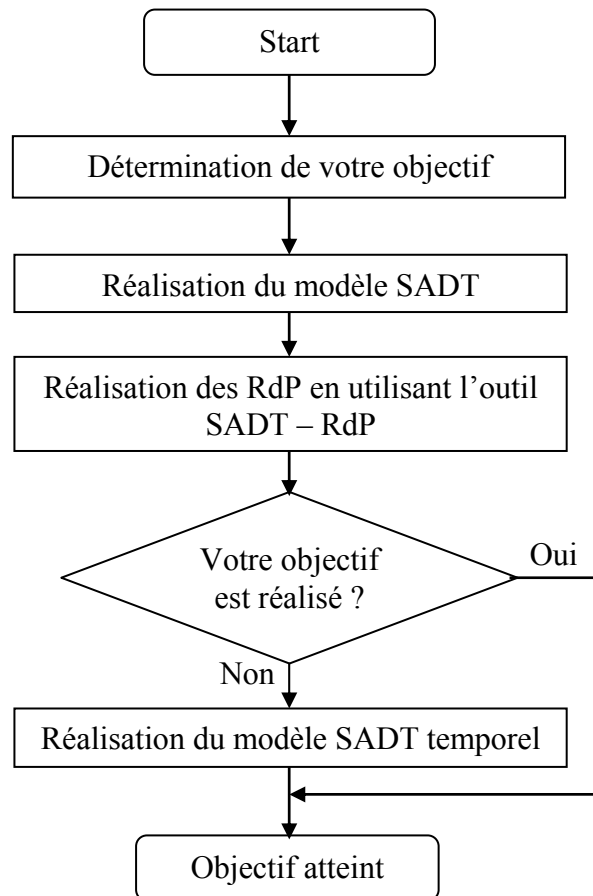 Start
Détermination de votre objectif
Réalisation du modèle SADT
Réalisation des RdP en utilisant l’outil
SADT – RdP
Votre objectif
est réalisé ?
Oui
Non
Réalisation du modèle SADT temporel
Objectif atteint